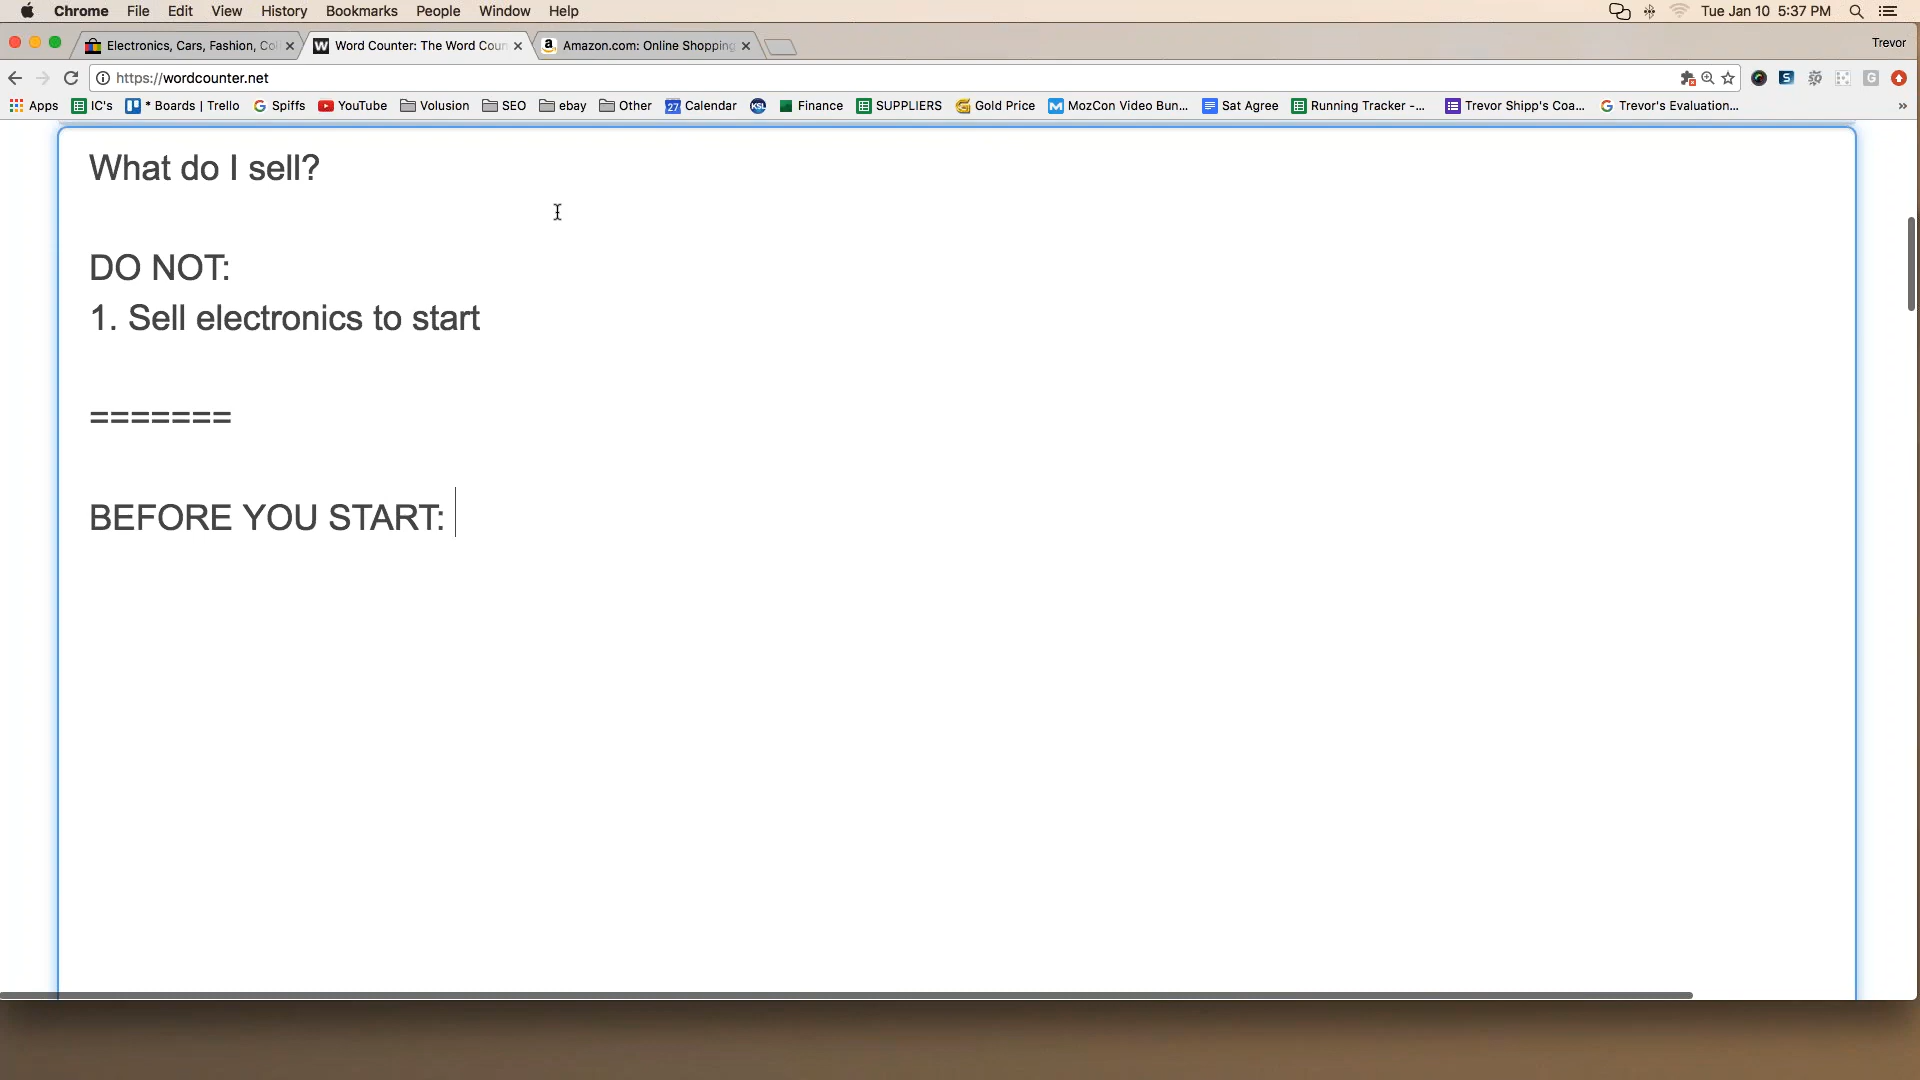 Chrome File Edit View History Bookmarks People Window Help Tue Jan 10 5:37 PM
Electronics, Cars, Fashion, Co Word Counter: The Word Coun Amazon.com: Online Shopping Trevor
https://wordcounter.net
Apps IC's * Boards | Trello Spiffs YouTube Volusion SEO ebay Other 27 Calendar KSL Finance SUPPLIERS Gold Price MozCon Video Bun... Sat Agree Running Tracker -... Trevor Shipp's Coa... Trevor's Evaluation... »
What do I sell?
DO NOT:
1. Sell electronics to start
=======
BEFORE YOU START: